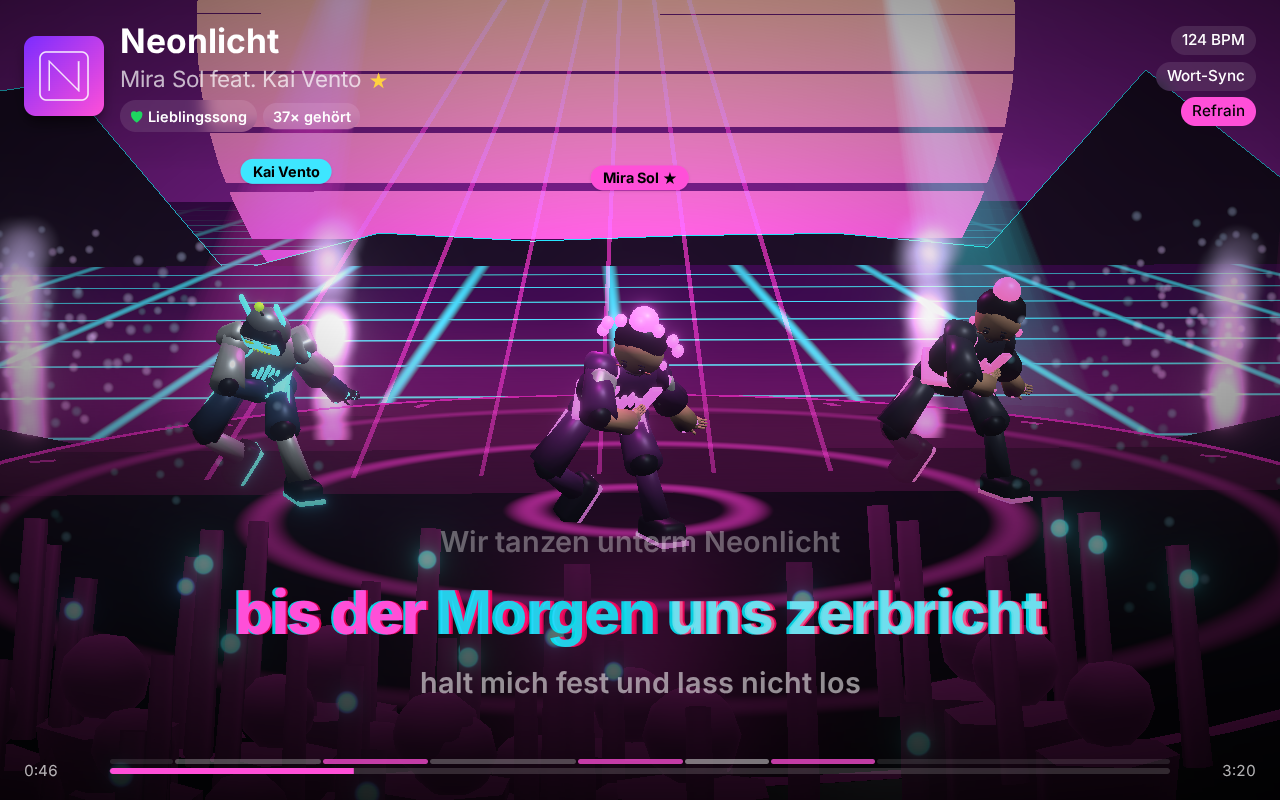 N
Neonlicht
Mira Sol feat. Kai Vento ★
Lieblingssong
37× gehört
124 BPM
Wort-Sync
Refrain
Kai Vento
Mira Sol ★
Wir tanzen unterm Neonlicht
bis der Morgen uns zerbricht
halt mich fest und lass nicht los
0:46
3:20